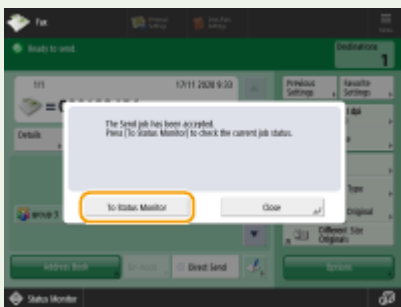 Fax
Ready to send.
Destinations
1
1/1
17/11 2020 9:33
Previous
Settings
Favorite
Settings
Details
The Send job has been accepted.
Press [To Status Monitor] to check the current job status.
To Status Monitor
Close
Type
Original
Different Size
Originals
Address Book
Direct Send
Options
Status Monitor